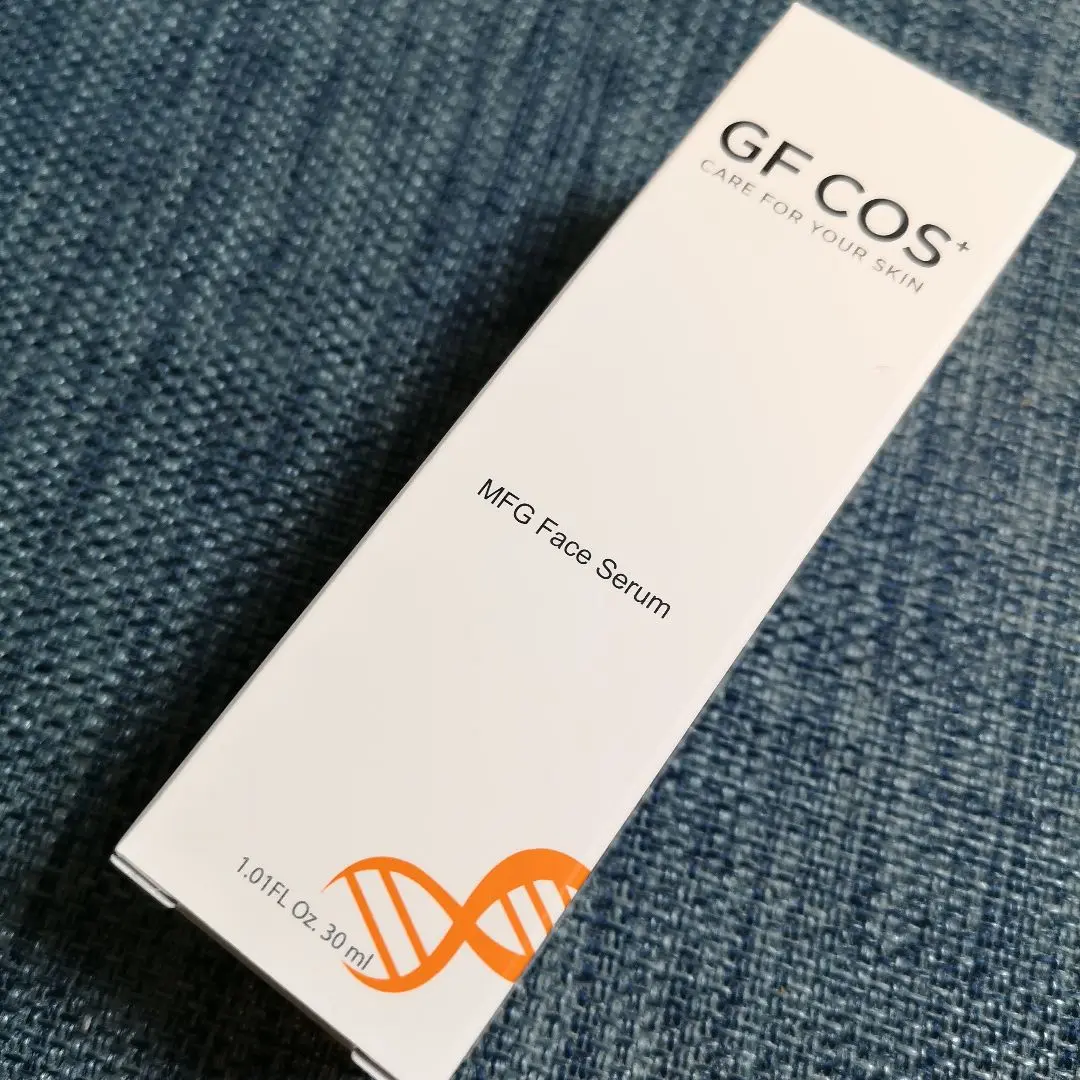 GF COS+
CARE FOR YOUR SKIN
MFG Face Serum
1.01FL Oz. 30 ml